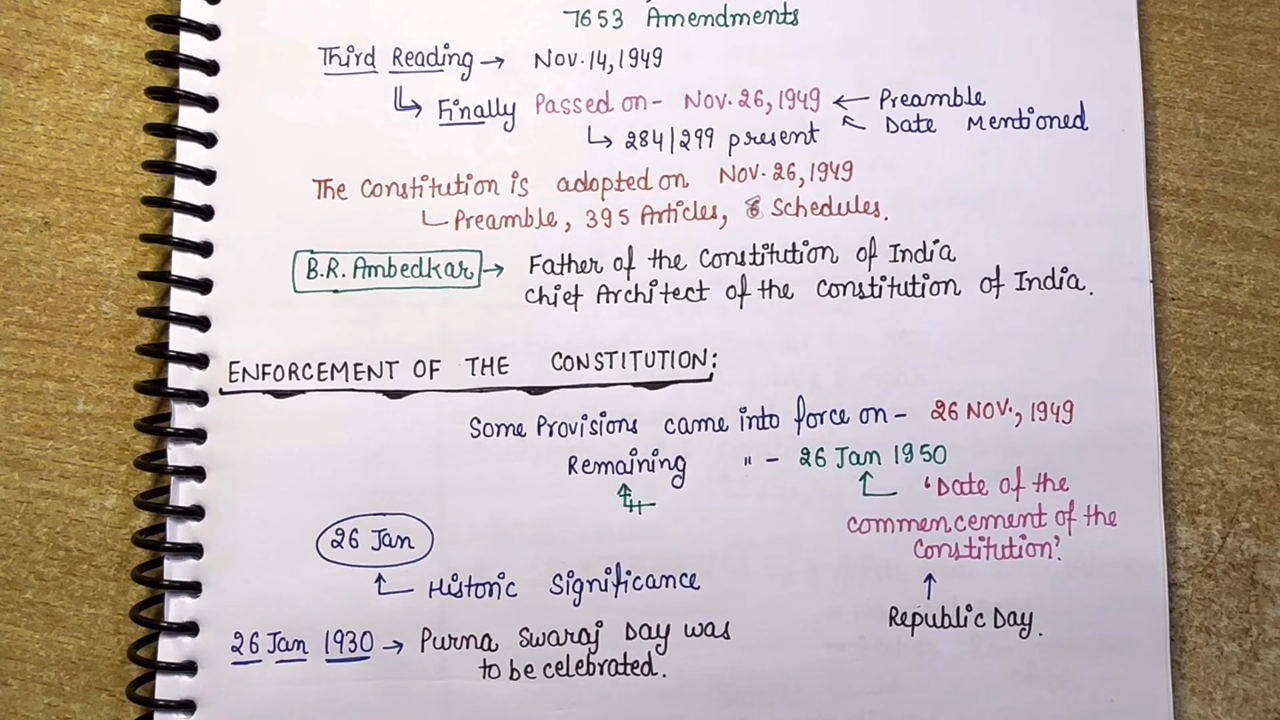 7653 Amendments
Third Reading → Nov. 14, 1949
↳ Finally Passed on - Nov. 26, 1949 ← Preamble
↳ 284/299 present ← Date Mentioned
The Constitution is adopted on Nov. 26, 1949
Preamble, 395 Articles, 8 Schedules.
B.R. Ambedkar → Father of the Constitution of India
Chief Architect of the Constitution of India.
ENFORCEMENT OF THE CONSTITUTION:
Some Provisions came into force on - 26 NOV., 1949
Remaining " - 26 Jan 1950
'Date of the
commencement of the
Constitution'.
26 Jan
Historic Significance
↑
Republic Day.
26 Jan 1930 → Purna Swaraj Day was
to be celebrated.